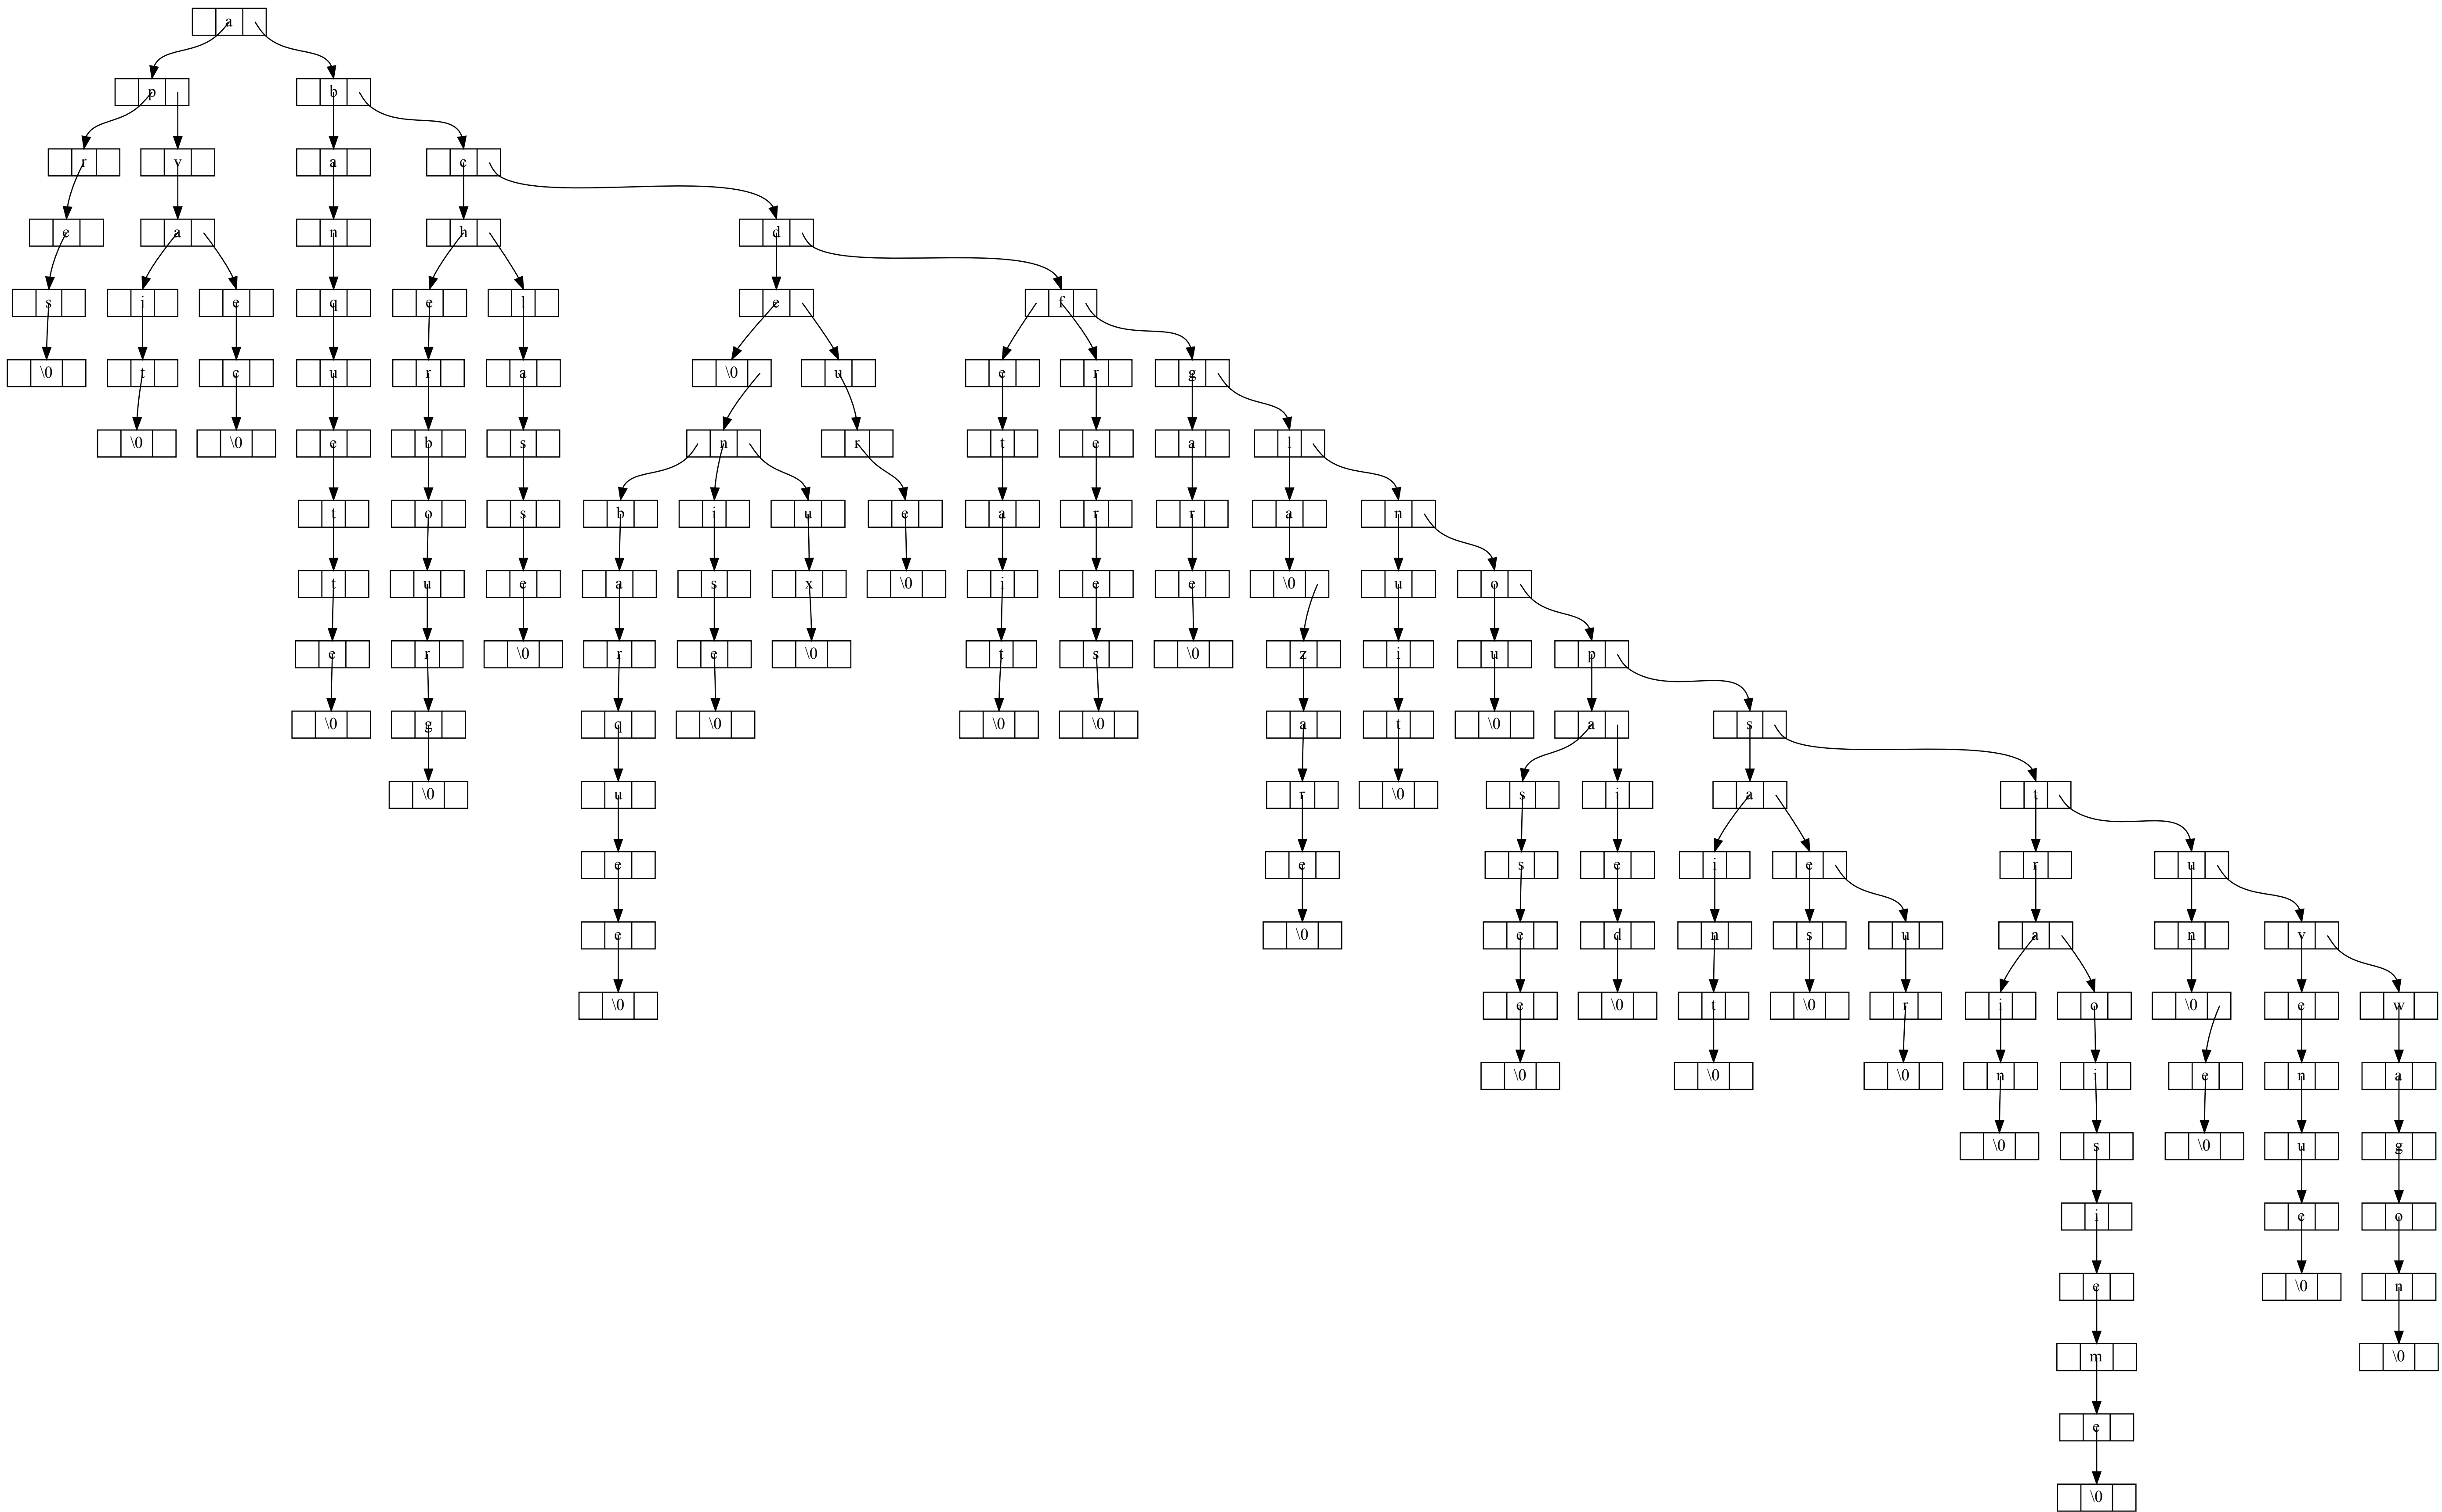 a
p b
r v a c
e a n h d
s i e q e l e f
\0 t c u r a \0 u e r g
\0 \0 e b s n r t e a l
t o s b i u e a r r a n
t u e a s x \0 i e e \0 u o
e r \0 r e \0 t s \0 z i u p
\0 g q \0 \0 \0 a t \0 a s
\0 u r \0 s i a t
e e s e i e r u
e \0 e d n s u a n v
\0 e \0 t \0 r i o \0 e w
\0 \0 \0 n i e n a
\0 s \0 u g
i e o
e \0 n
m \0
e
\0